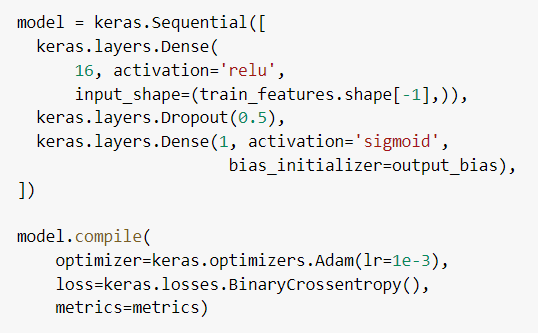 model = keras.Sequential([
  keras.layers.Dense(
      16, activation='relu',
      input_shape=(train_features.shape[-1],)),
  keras.layers.Dropout(0.5),
  keras.layers.Dense(1, activation='sigmoid',
                     bias_initializer=output_bias),
])

model.compile(
    optimizer=keras.optimizers.Adam(lr=1e-3),
    loss=keras.losses.BinaryCrossentropy(),
    metrics=metrics)